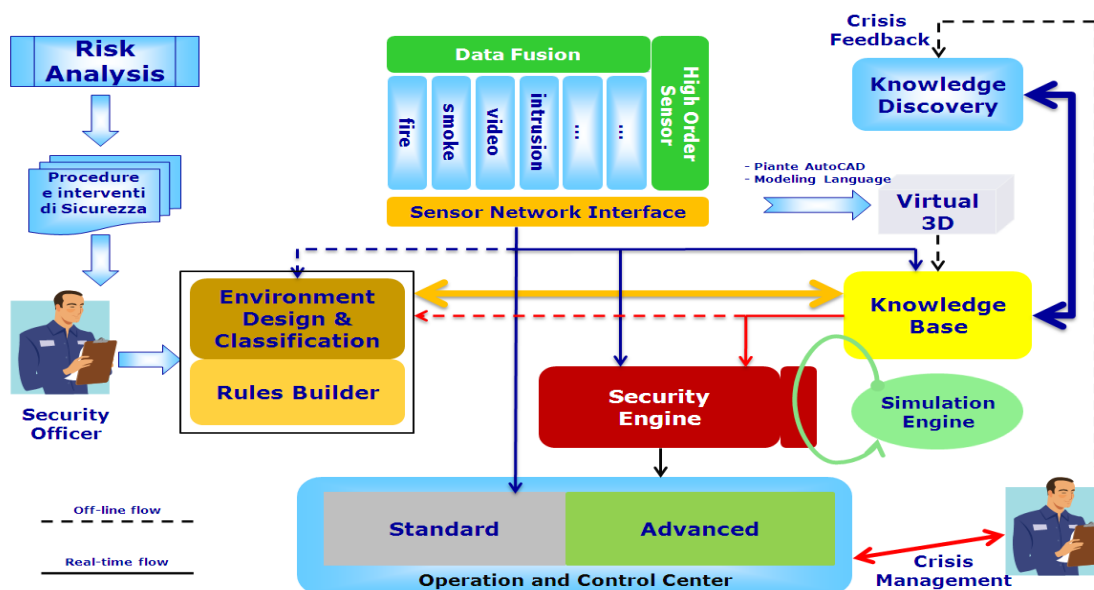 Risk
Analysis
Procedure
e interventi
di Sicurezza
Security
Officer
Off-line flow
Real-time flow
Data Fusion
High Order
Sensor
fire
smoke
video
intrusion
...
...
Sensor Network Interface
Crisis
Feedback
Knowledge
Discovery
- Piante AutoCAD
- Modeling Language
Virtual
3D
Environment
Design &
Classification
Rules Builder
Knowledge
Base
Security
Engine
Simulation
Engine
Standard
Advanced
Operation and Control Center
Crisis
Management